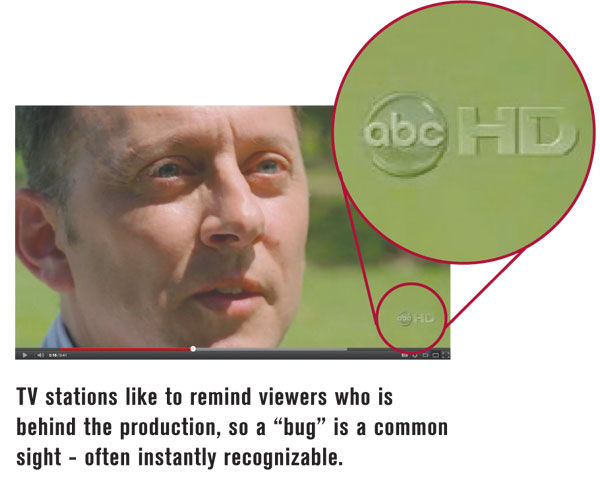 abc HD
abc HD
TV stations like to remind viewers who is
behind the production, so a “bug” is a common
sight - often instantly recognizable.